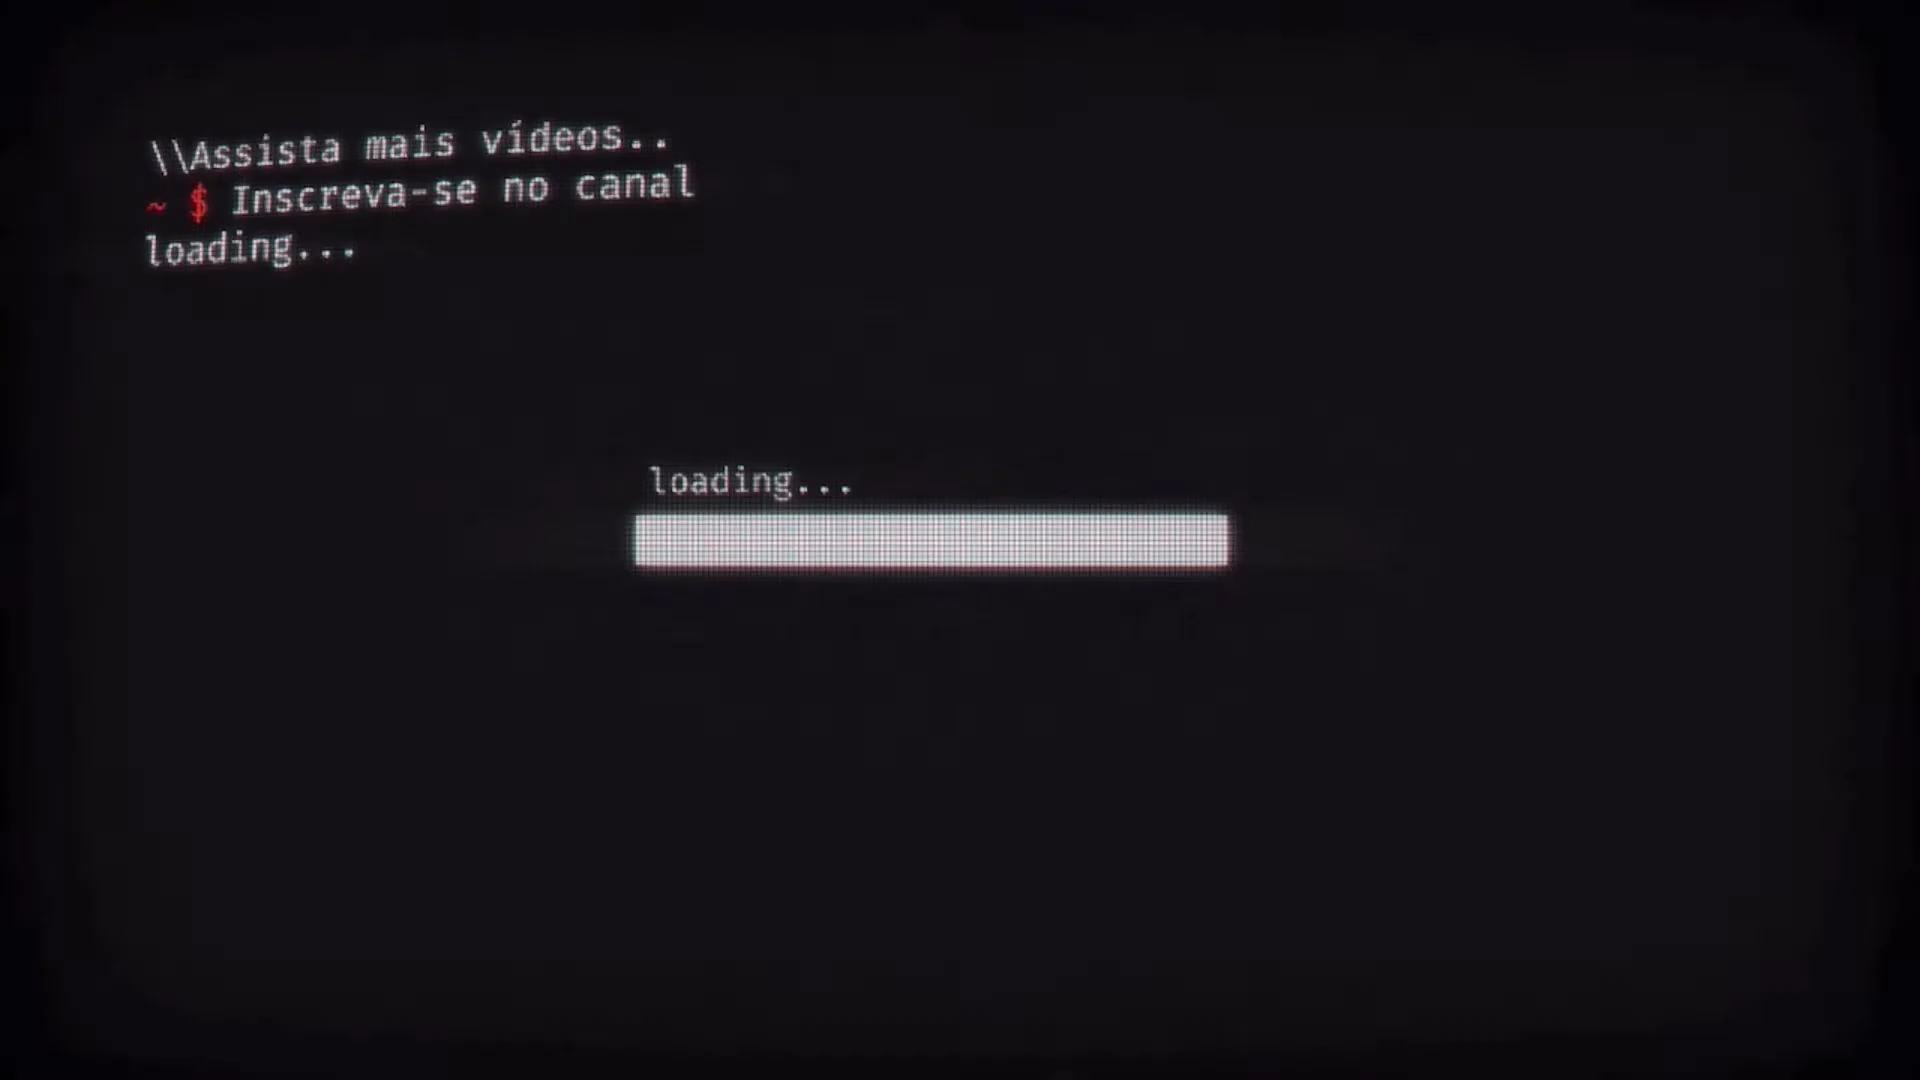 \\Assista mais vídeos..
~ $ Inscreva-se no canal
loading...
loading...